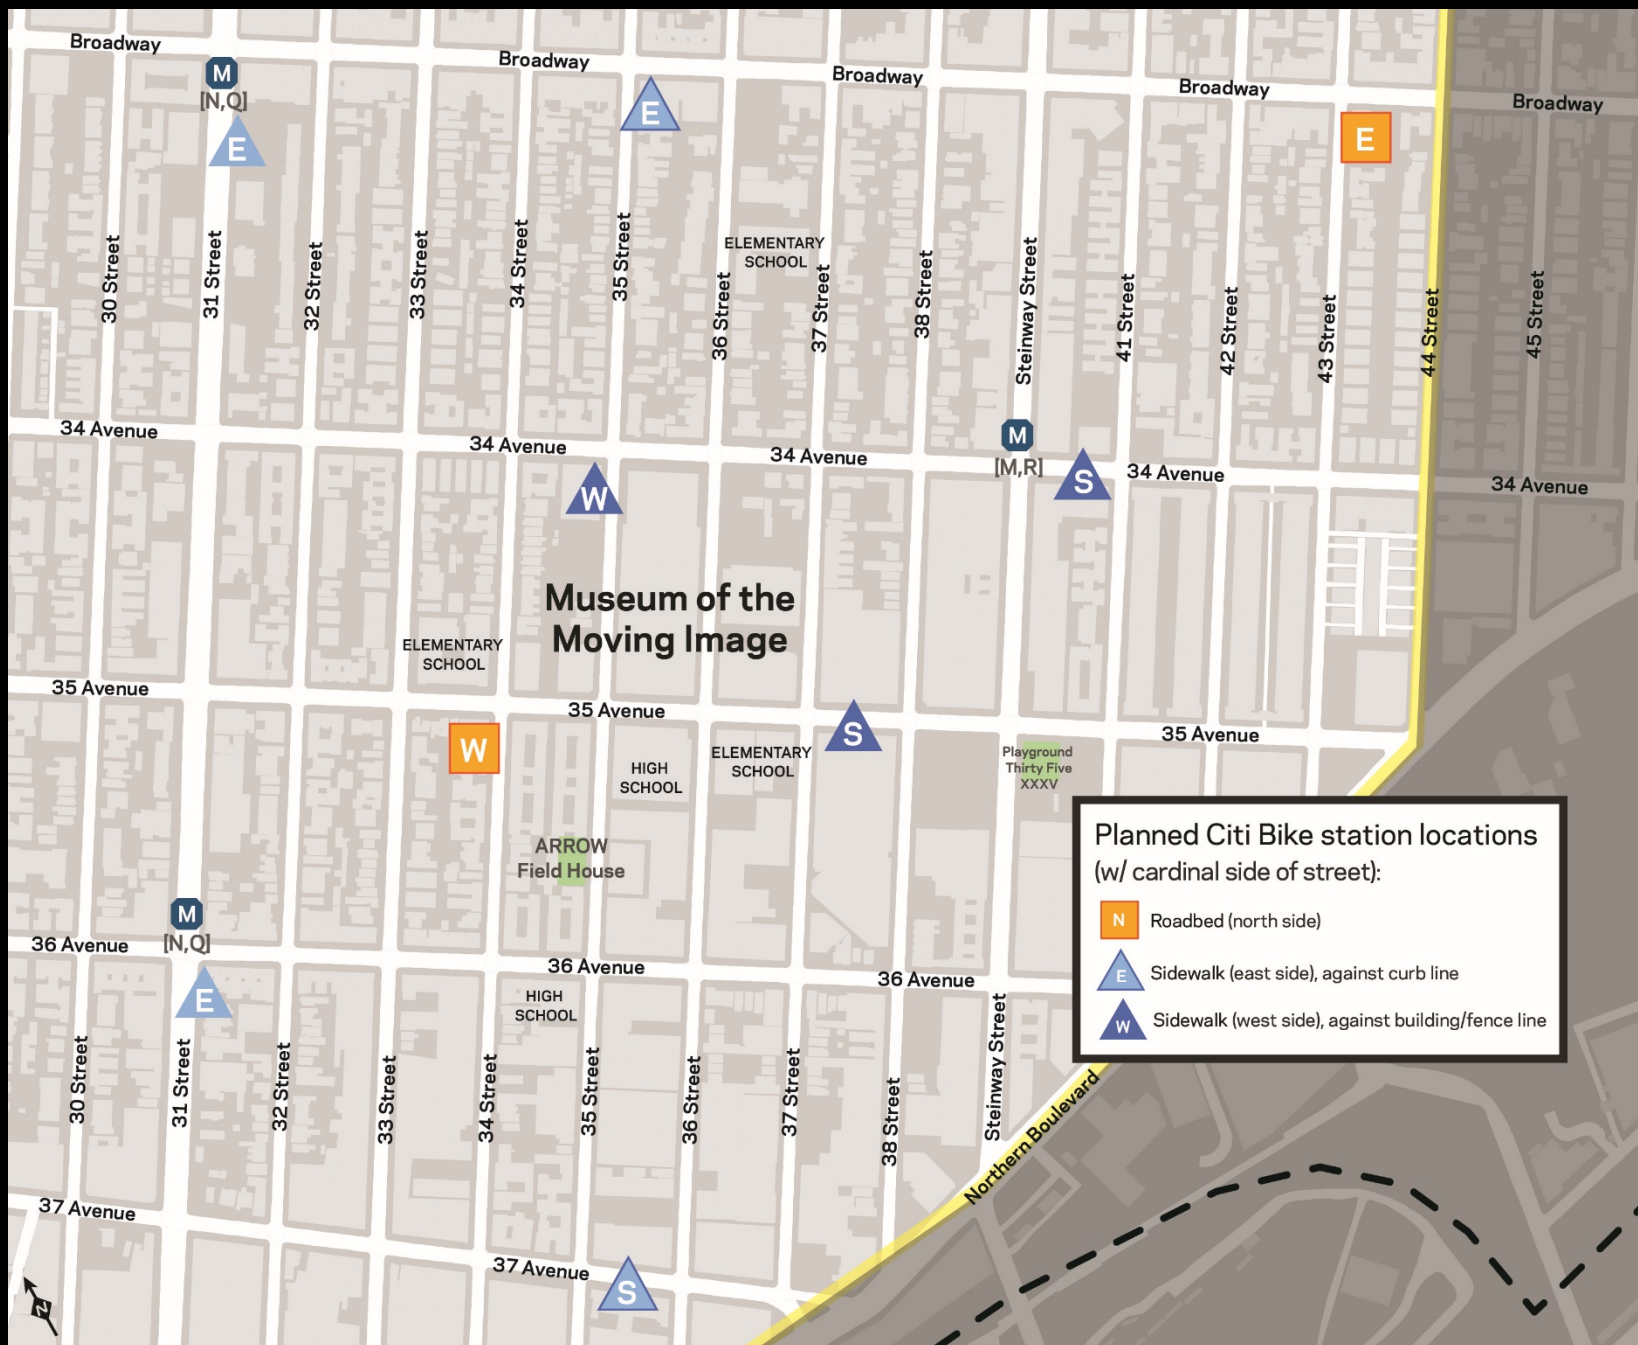 Broadway
Broadway
Broadway
Broadway
Broadway
M
[N,Q]
E
E
E
30 Street
31 Street
32 Street
33 Street
34 Street
35 Street
36 Street
ELEMENTARY
SCHOOL
37 Street
38 Street
Steinway Street
41 Street
42 Street
43 Street
44 Street
45 Street
34 Avenue
34 Avenue
34 Avenue
M
[M,R]
S
34 Avenue
34 Avenue
W
Museum of the
Moving Image
ELEMENTARY
SCHOOL
35 Avenue
35 Avenue
35 Avenue
W
S
HIGH
SCHOOL
ELEMENTARY
SCHOOL
Playground
Thirty Five
XXXV
ARROW
Field House
M
[N,Q]
E
36 Avenue
36 Avenue
36 Avenue
HIGH
SCHOOL
30 Street
31 Street
32 Street
33 Street
34 Street
35 Street
36 Street
37 Street
38 Street
Steinway Street
Northern Boulevard
37 Avenue
37 Avenue
S
N
Planned Citi Bike station locations
(w/ cardinal side of street):
N Roadbed (north side)
E Sidewalk (east side), against curb line
W Sidewalk (west side), against building/fence line